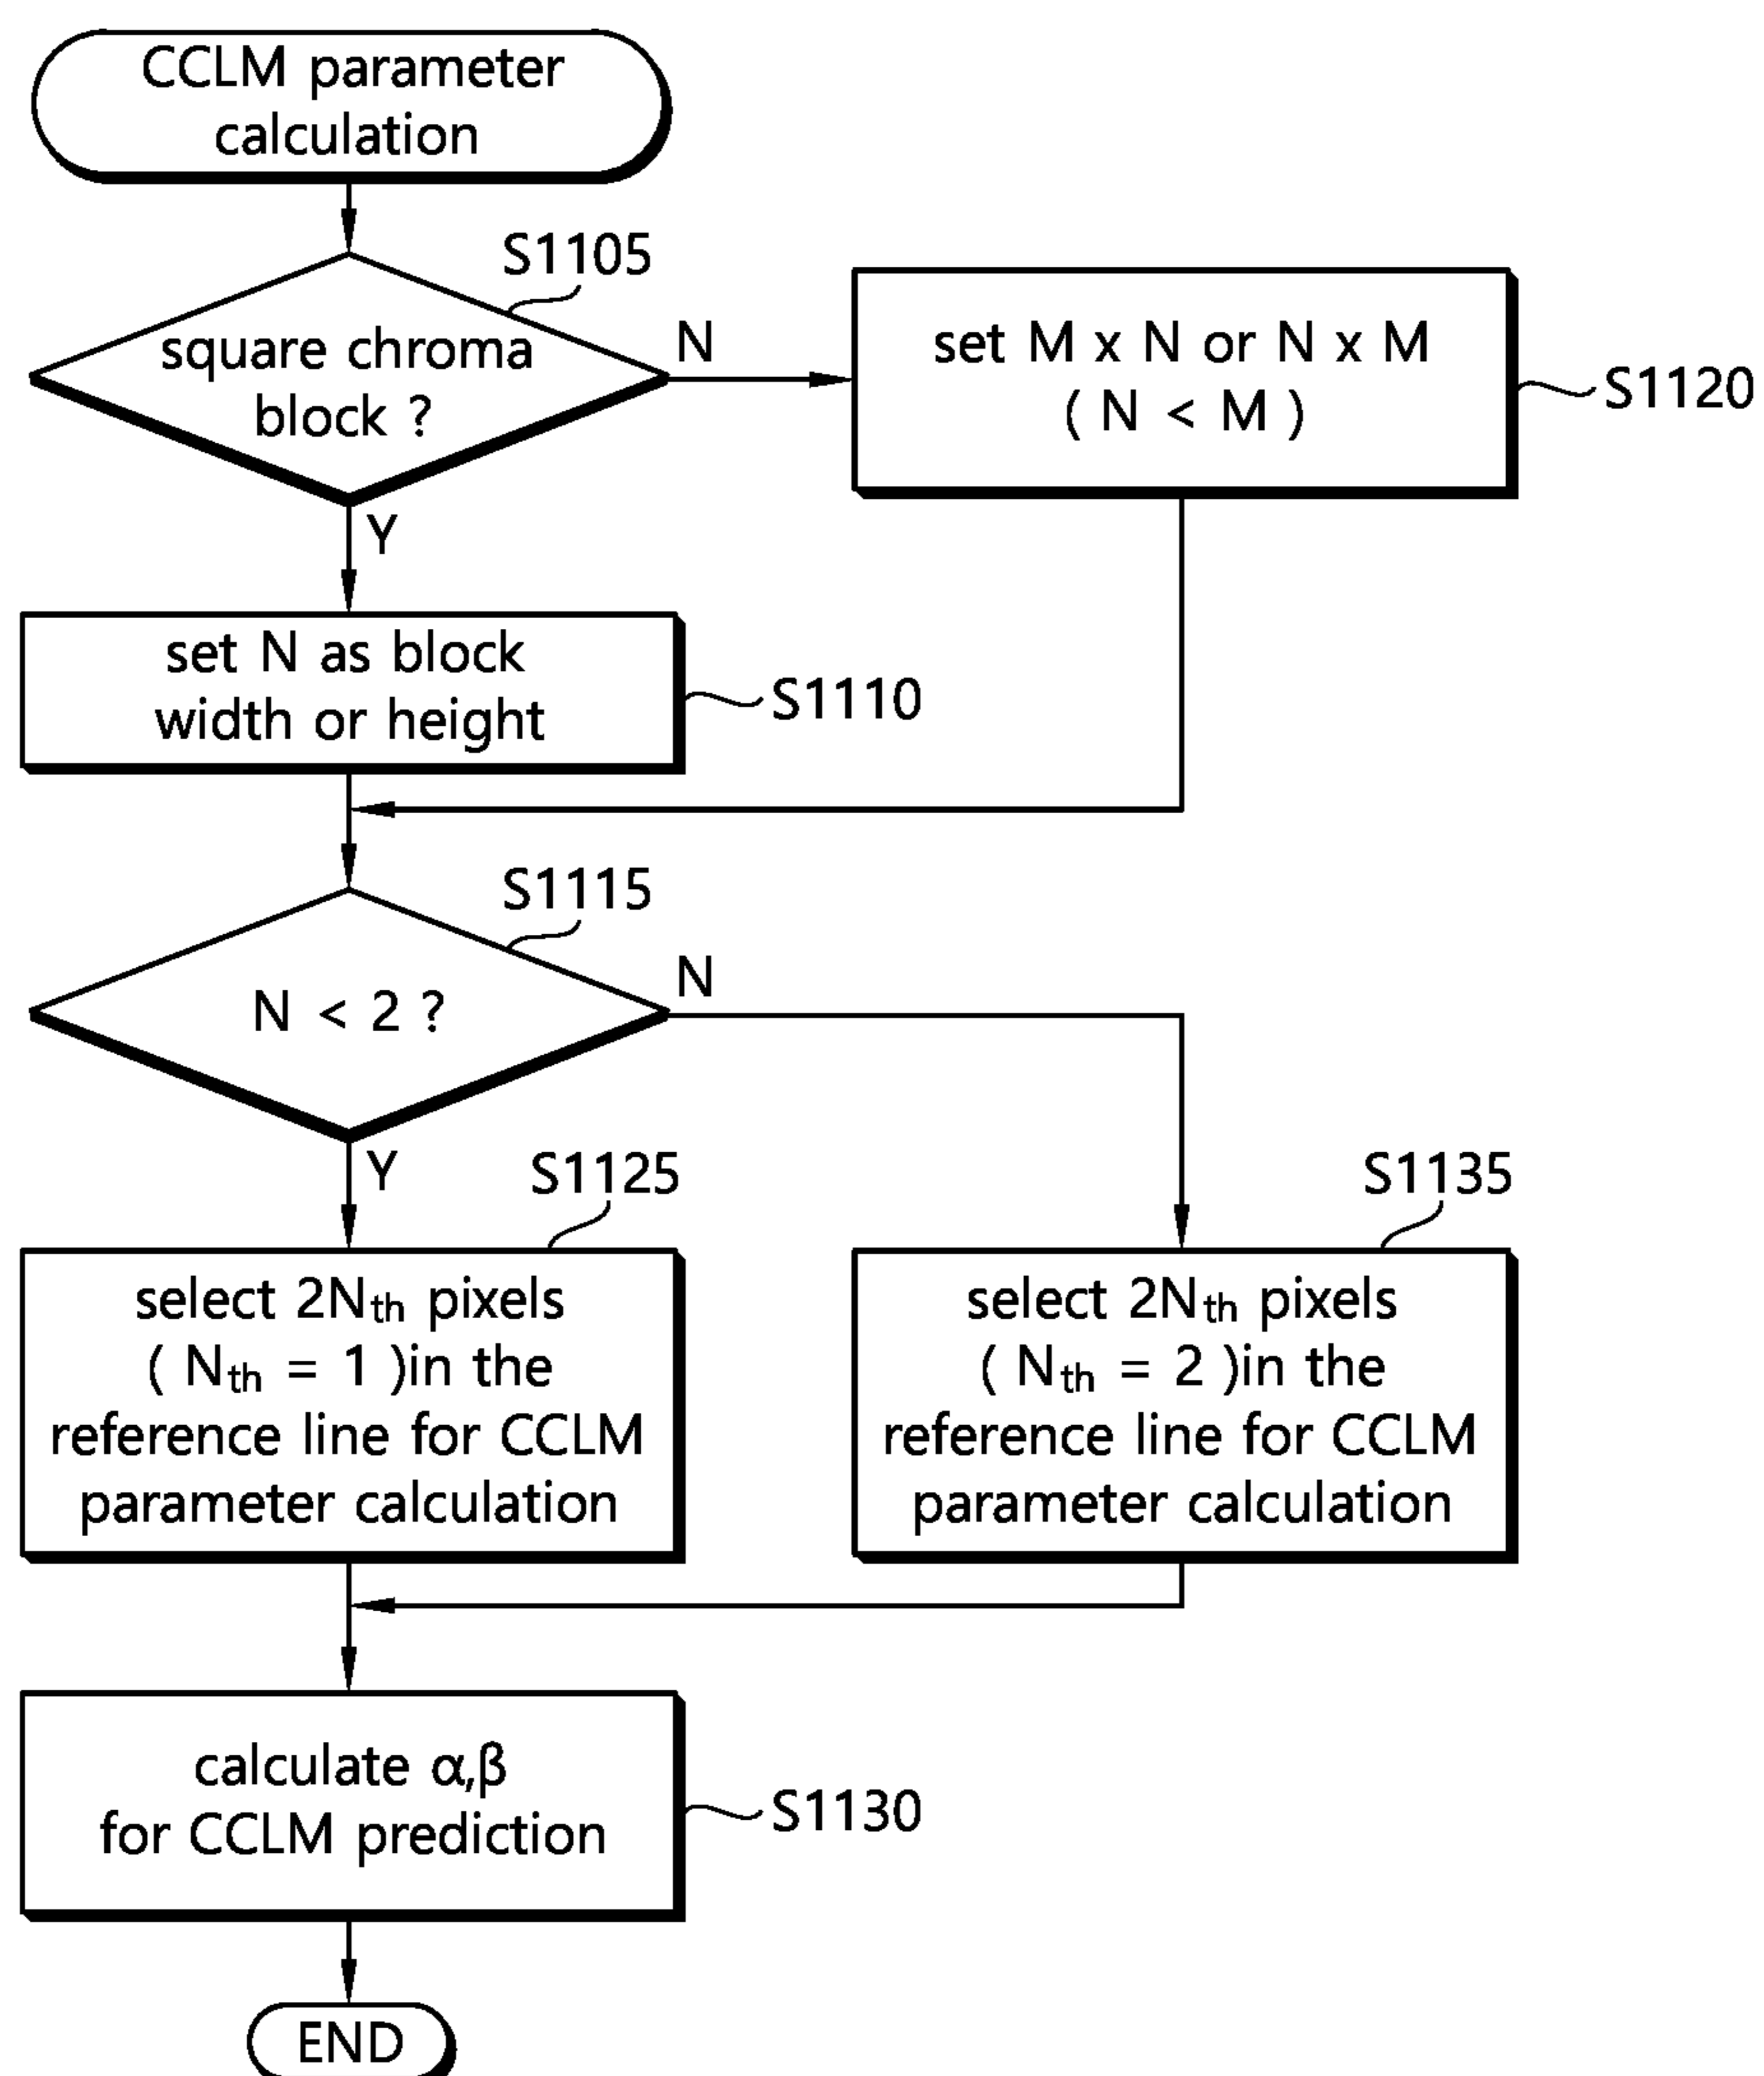 CCLM parameter
calculation
S1105
square chroma
block ?
N
set M x N or N x M
( N < M )
S1120
Y
set N as block
width or height
S1110
S1115
N < 2 ?
N
Y
S1125
select 2Nth pixels
( Nth = 1 )in the
reference line for CCLM
parameter calculation
S1135
select 2Nth pixels
( Nth = 2 )in the
reference line for CCLM
parameter calculation
calculate α,β
for CCLM prediction
S1130
END